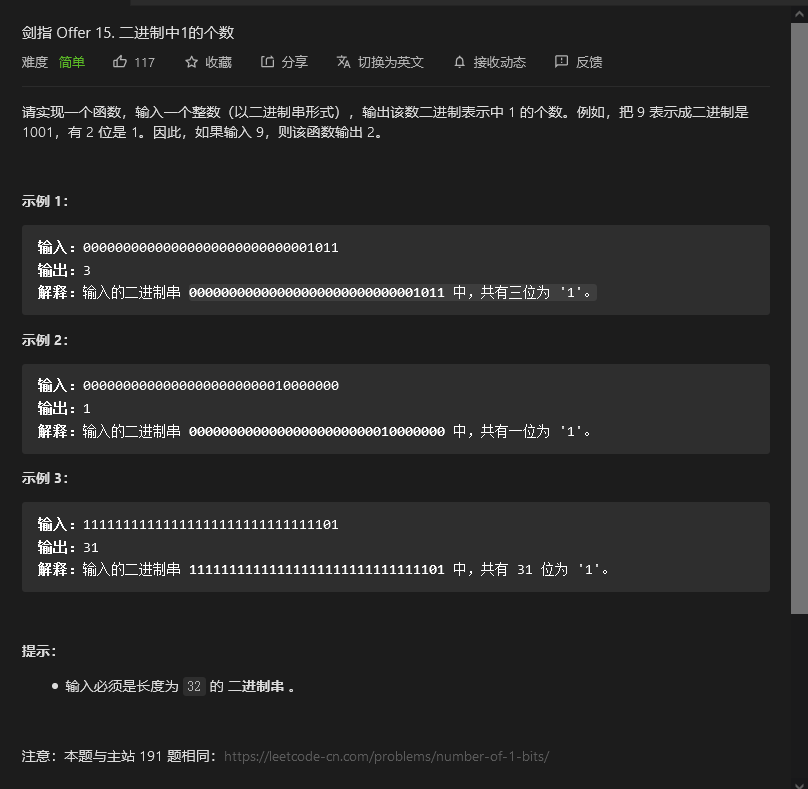 剑指 Offer 15. 二进制中1的个数
难度 简单 117 收藏 分享 切换为英文 接收动态 反馈
请实现一个函数，输入一个整数（以二进制串形式），输出该数二进制表示中 1 的个数。例如，把 9 表示成二进制是
1001，有 2 位是 1。因此，如果输入 9，则该函数输出 2。
示例 1：
输入：00000000000000000000000000001011
输出：3
解释：输入的二进制串 00000000000000000000000000001011 中，共有三位为 '1'。
示例 2：
输入：00000000000000000000000010000000
输出：1
解释：输入的二进制串 00000000000000000000000010000000 中，共有一位为 '1'。
示例 3：
输入：11111111111111111111111111111101
输出：31
解释：输入的二进制串 11111111111111111111111111111101 中，共有 31 位为 '1'。
提示：
• 输入必须是长度为 32 的 二进制串 。
注意：本题与主站 191 题相同：https://leetcode-cn.com/problems/number-of-1-bits/